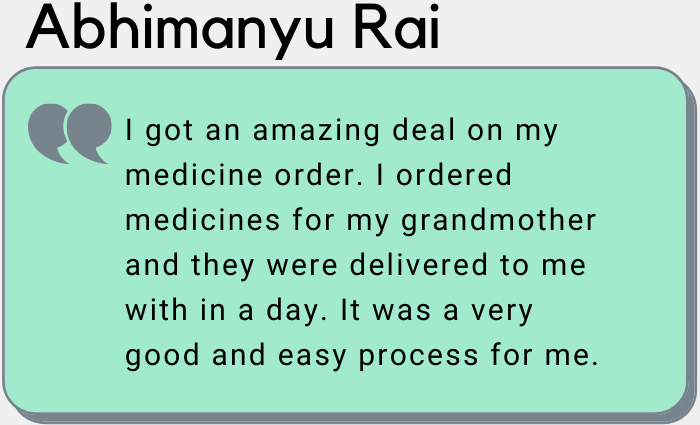 Abhimanyu Rai
I got an amazing deal on my
medicine order. I ordered
medicines for my grandmother
and they were delivered to me
with in a day. It was a very
good and easy process for me.